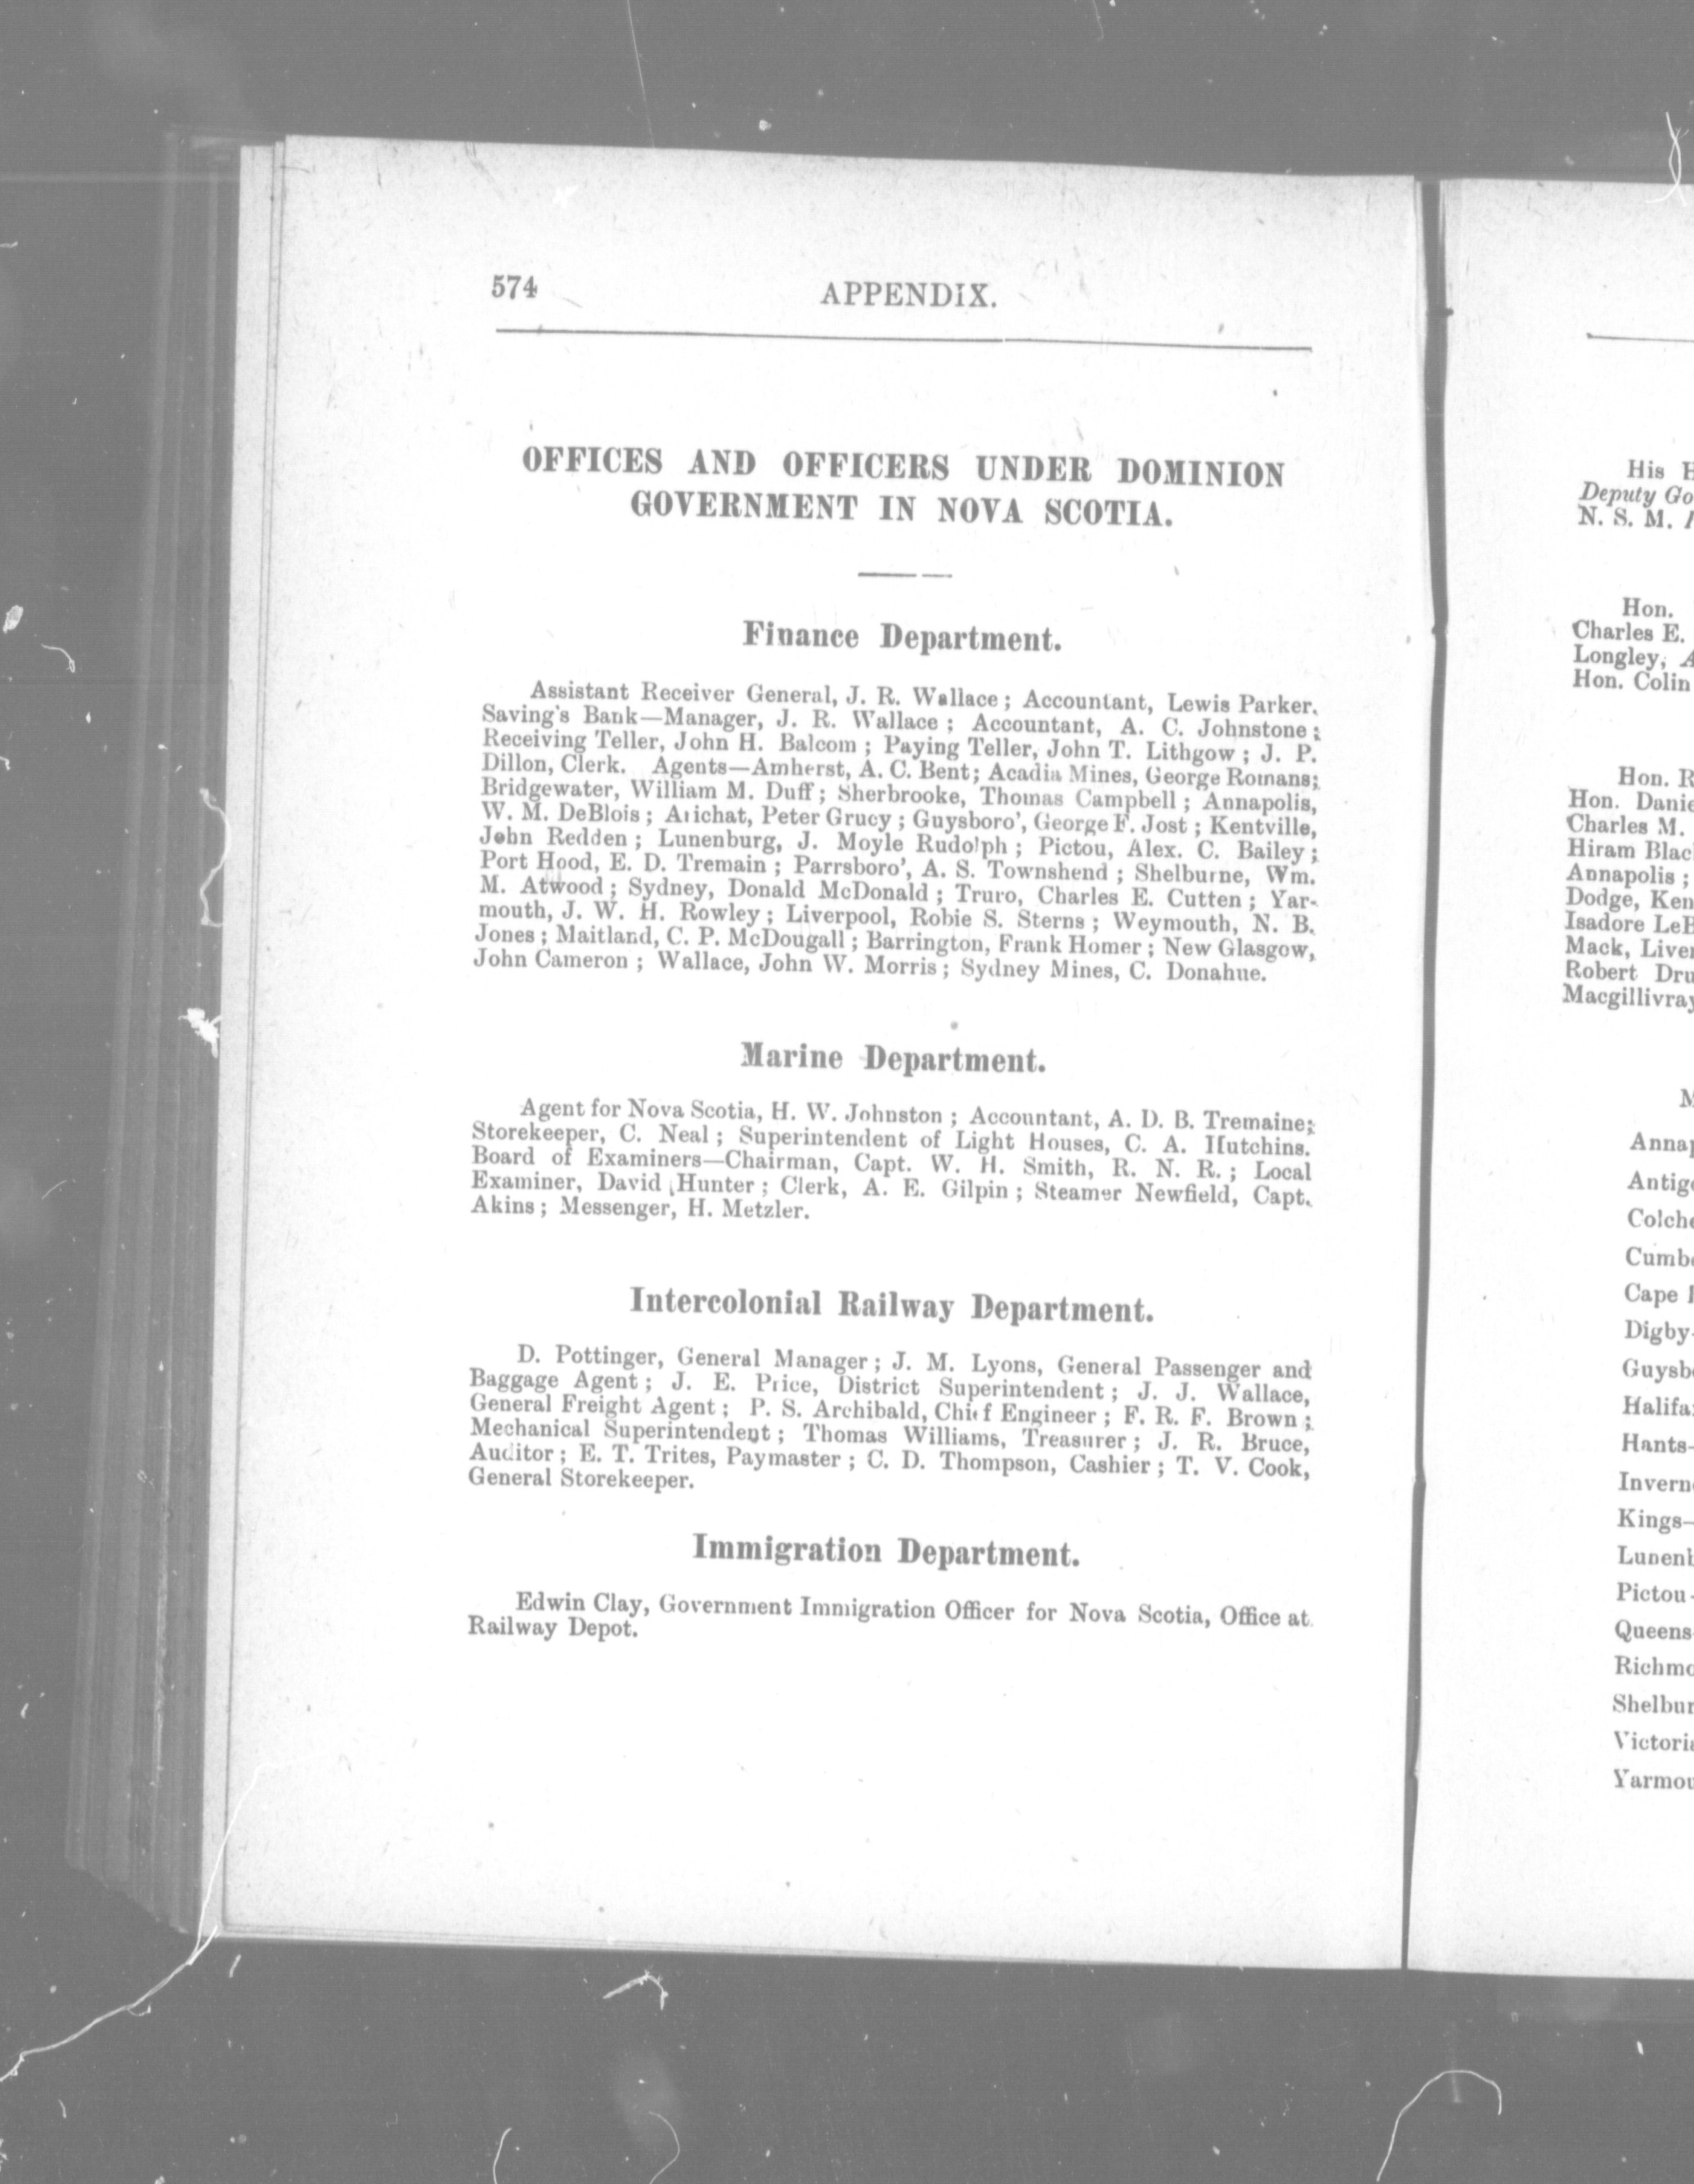 574
APPENDIX.
OFFICES AND OFFICERS UNDER DOMINION
GOVERNMENT IN NOVA SCOTIA.
Finance Department.
Assistant Receiver General, J. R. Wallace; Accountant, Lewis Parker.
Saving's Bank—Manager, J. R. Wallace; Accountant, A. C. Johnstone;
Receiving Teller, John H. Balcom; Paying Teller, John T. Lithgow; J. P.
Dillon, Clerk. Agents—Amherst, A. C. Bent; Acadia Mines, George Romans;
Bridgewater, William M. Duff; Sherbrooke, Thomas Campbell; Annapolis,
W. M. DeBlois; Arichat, Peter Grucy; Guysboro', George F. Jost; Kentville,
John Redden; Lunenburg, J. Moyle Rudolph; Pictou, Alex. C. Bailey;
Port Hood, E. D. Tremain; Parrsboro', A. S. Townshend; Shelburne, Wm.
M. Atwood; Sydney, Donald McDonald; Truro, Charles E. Cutten; Yar-
mouth, J. W. H. Rowley; Liverpool, Robie S. Sterns; Weymouth, N. B.
Jones; Maitland, C. P. McDougall; Barrington, Frank Homer; New Glasgow,
John Cameron; Wallace, John W. Morris; Sydney Mines, C. Donahue.
Marine Department.
Agent for Nova Scotia, H. W. Johnston; Accountant, A. D. B. Tremaine;
Storekeeper, C. Neal; Superintendent of Light Houses, C. A. Hutchins.
Board of Examiners—Chairman, Capt. W. H. Smith, R. N. R.; Local
Examiner, David Hunter; Clerk, A. E. Gilpin; Steamer Newfield, Capt.
Akins; Messenger, H. Metzler.
Intercolonial Railway Department.
D. Pottinger, General Manager; J. M. Lyons, General Passenger and
Baggage Agent; J. E. Price, District Superintendent; J. J. Wallace,
General Freight Agent; P. S. Archibald, Chief Engineer; F. R. F. Brown;
Mechanical Superintendent; Thomas Williams, Treasurer; J. R. Bruce,
Auditor; E. T. Trites, Paymaster; C. D. Thompson, Cashier; T. V. Cook,
General Storekeeper.
Immigration Department.
Edwin Clay, Government Immigration Officer for Nova Scotia, Office at
Railway Depot.
His
Deputy
N. S. M.
Hon.
Charles E.
Longley,
Hon. Colin
Hon.
Hon.
Charles M.
Hiram
Annapolis;
Dodge,
Isadore
Mack,
Robert
Cape
Digby-
Hants-
Kings—
Pictou-
Queens